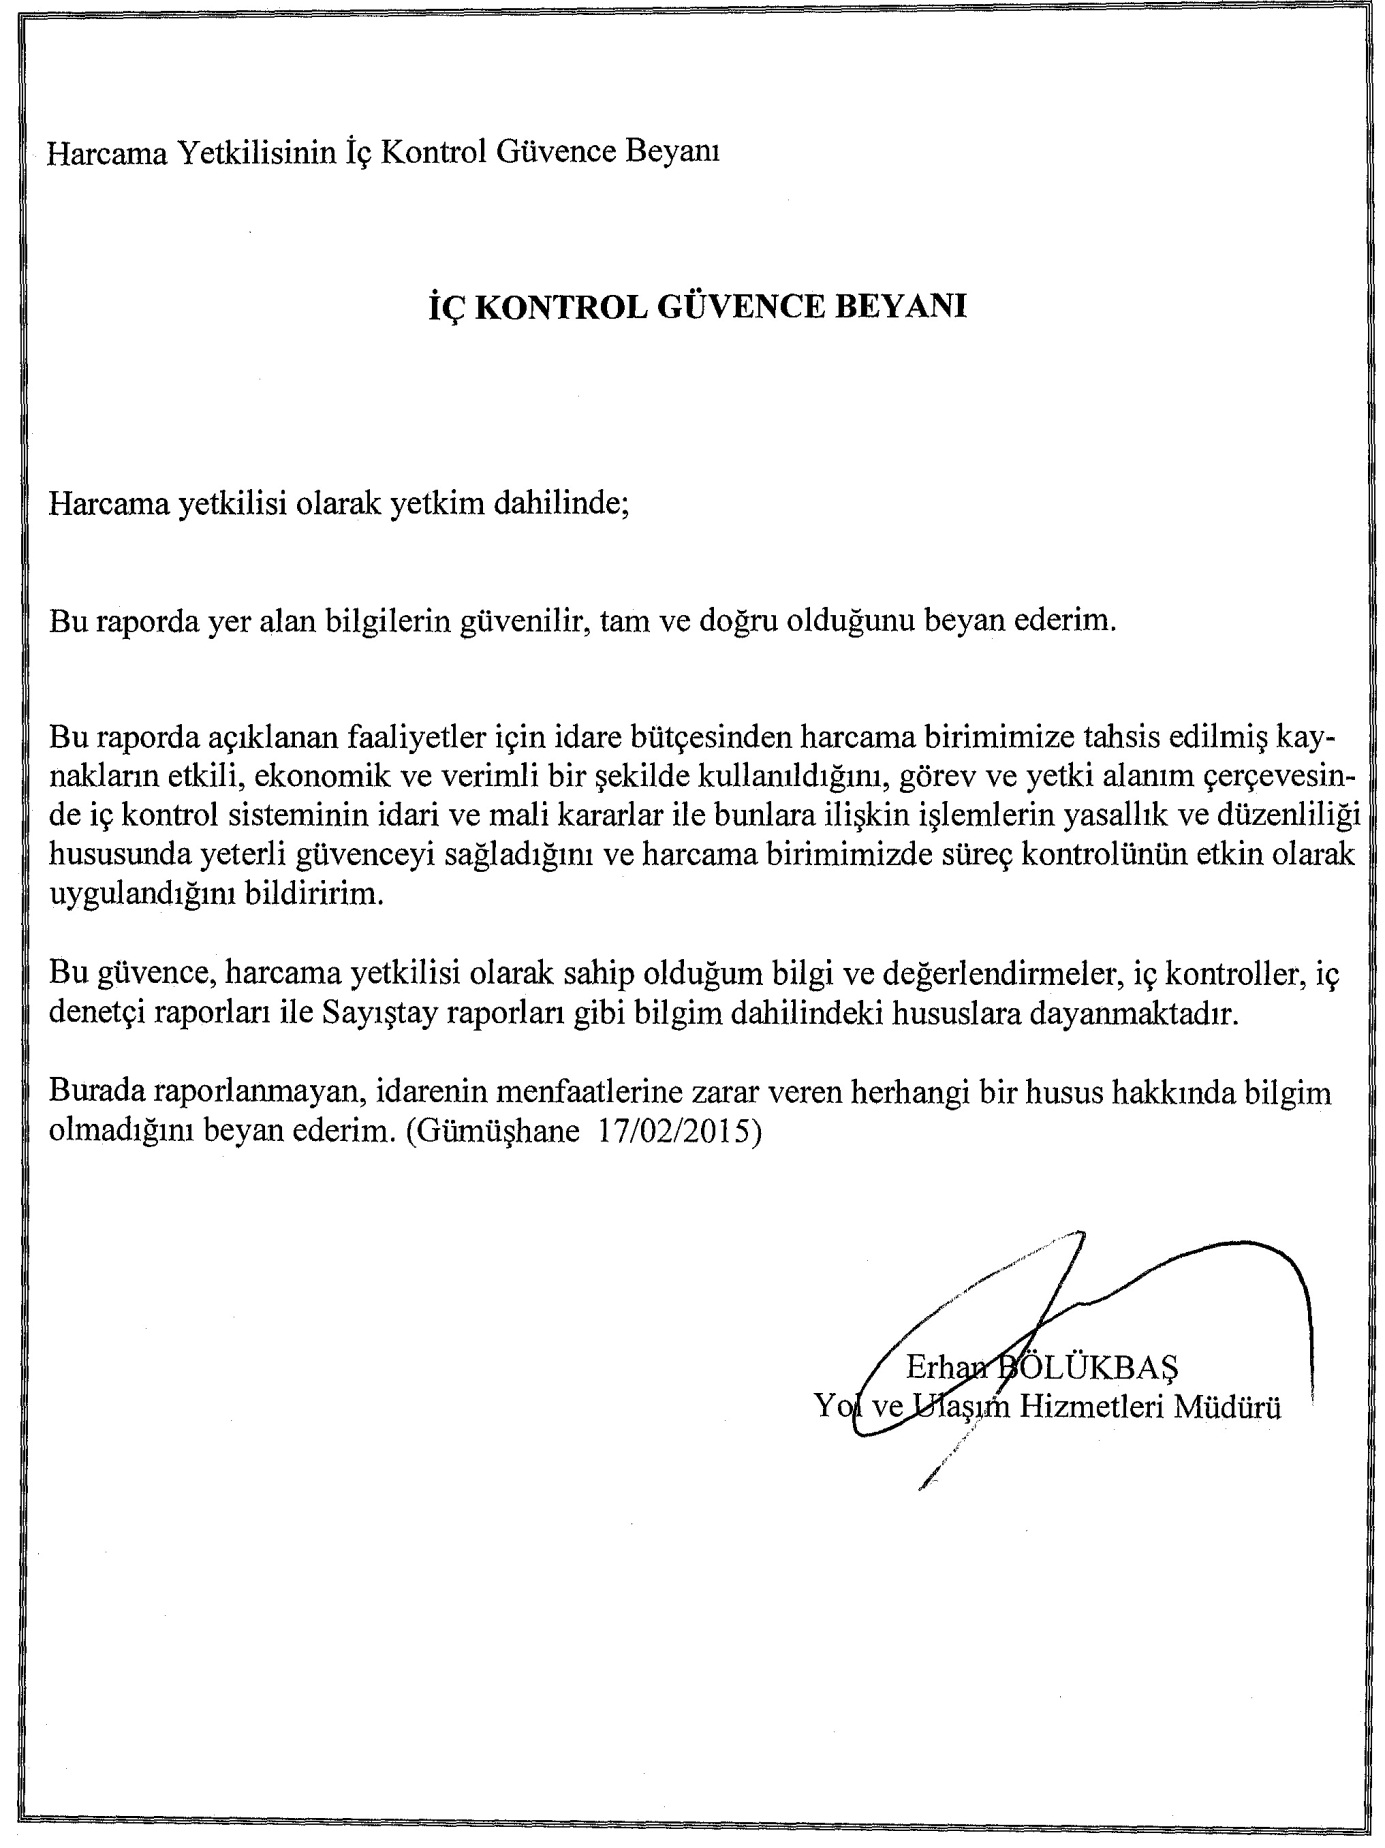 Harcama Yetkilisinin İç Kontrol Güvence Beyanı
İÇ KONTROL GÜVENCE BEYANI
Harcama yetkilisi olarak yetkim dahilinde;
Bu raporda yer alan bilgilerin güvenilir, tam ve doğru olduğunu beyan ederim.
Bu raporda açıklanan faaliyetler için idare bütçesinden harcama birimimize tahsis edilmiş kay-
nakların etkili, ekonomik ve verimli bir şekilde kullanıldığını, görev ve yetki alanım çerçevesin-
de iç kontrol sisteminin idari ve mali kararlar ile bunlara ilişkin işlemlerin yasallık ve düzenliliği
hususunda yeterli güvenceyi sağladığını ve harcama birimimizde süreç kontrolünün etkin olarak
uygulandığını bildiririm.
Bu güvence, harcama yetkilisi olarak sahip olduğum bilgi ve değerlendirmeler, iç kontroller, iç
denetçi raporları ile Sayıştay raporları gibi bilgim dahilindeki hususlara dayanmaktadır.
Burada raporlanmayan, idarenin menfaatlerine zarar veren herhangi bir husus hakkında bilgim
olmadığını beyan ederim. (Gümüşhane 17/02/2015)
Erhan BÖLÜKBAŞ
Yol ve Ulaşım Hizmetleri Müdürü